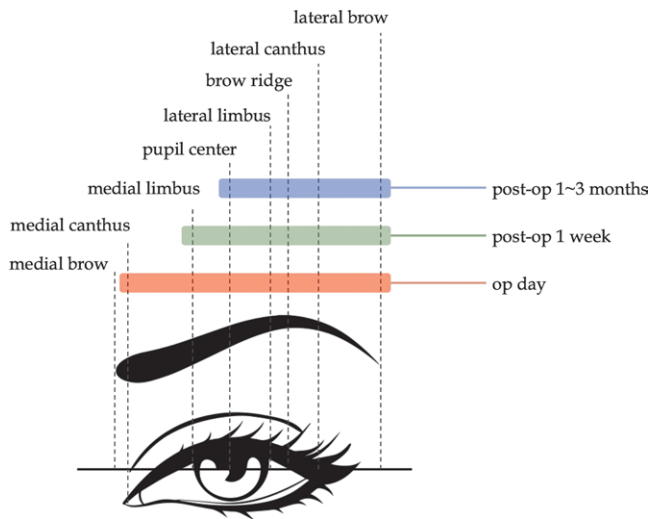 lateral brow
lateral canthus
brow ridge
lateral limbus
pupil center
medial limbus
post-op 1~3 months
medial canthus
post-op 1 week
medial brow
op day